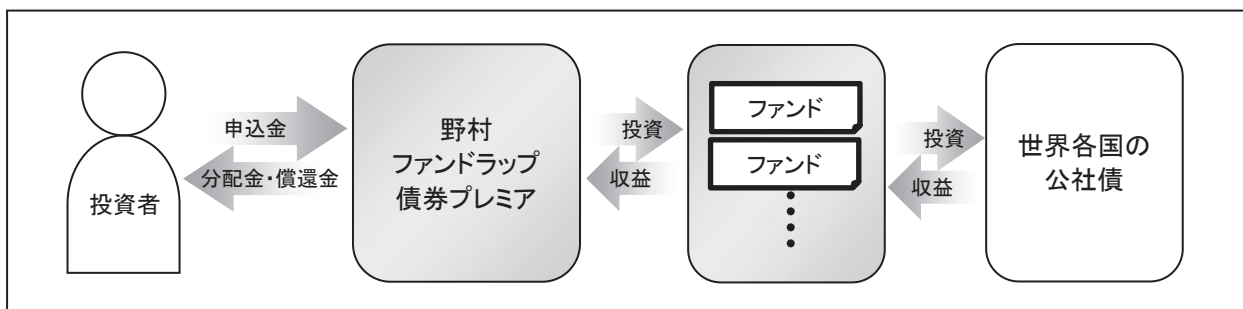 投資者
申込金
分配金・償還金
野村
ファンドラップ
債券プレミア
投資
収益
ファンド
ファンド
投資
収益
世界各国の
公社債